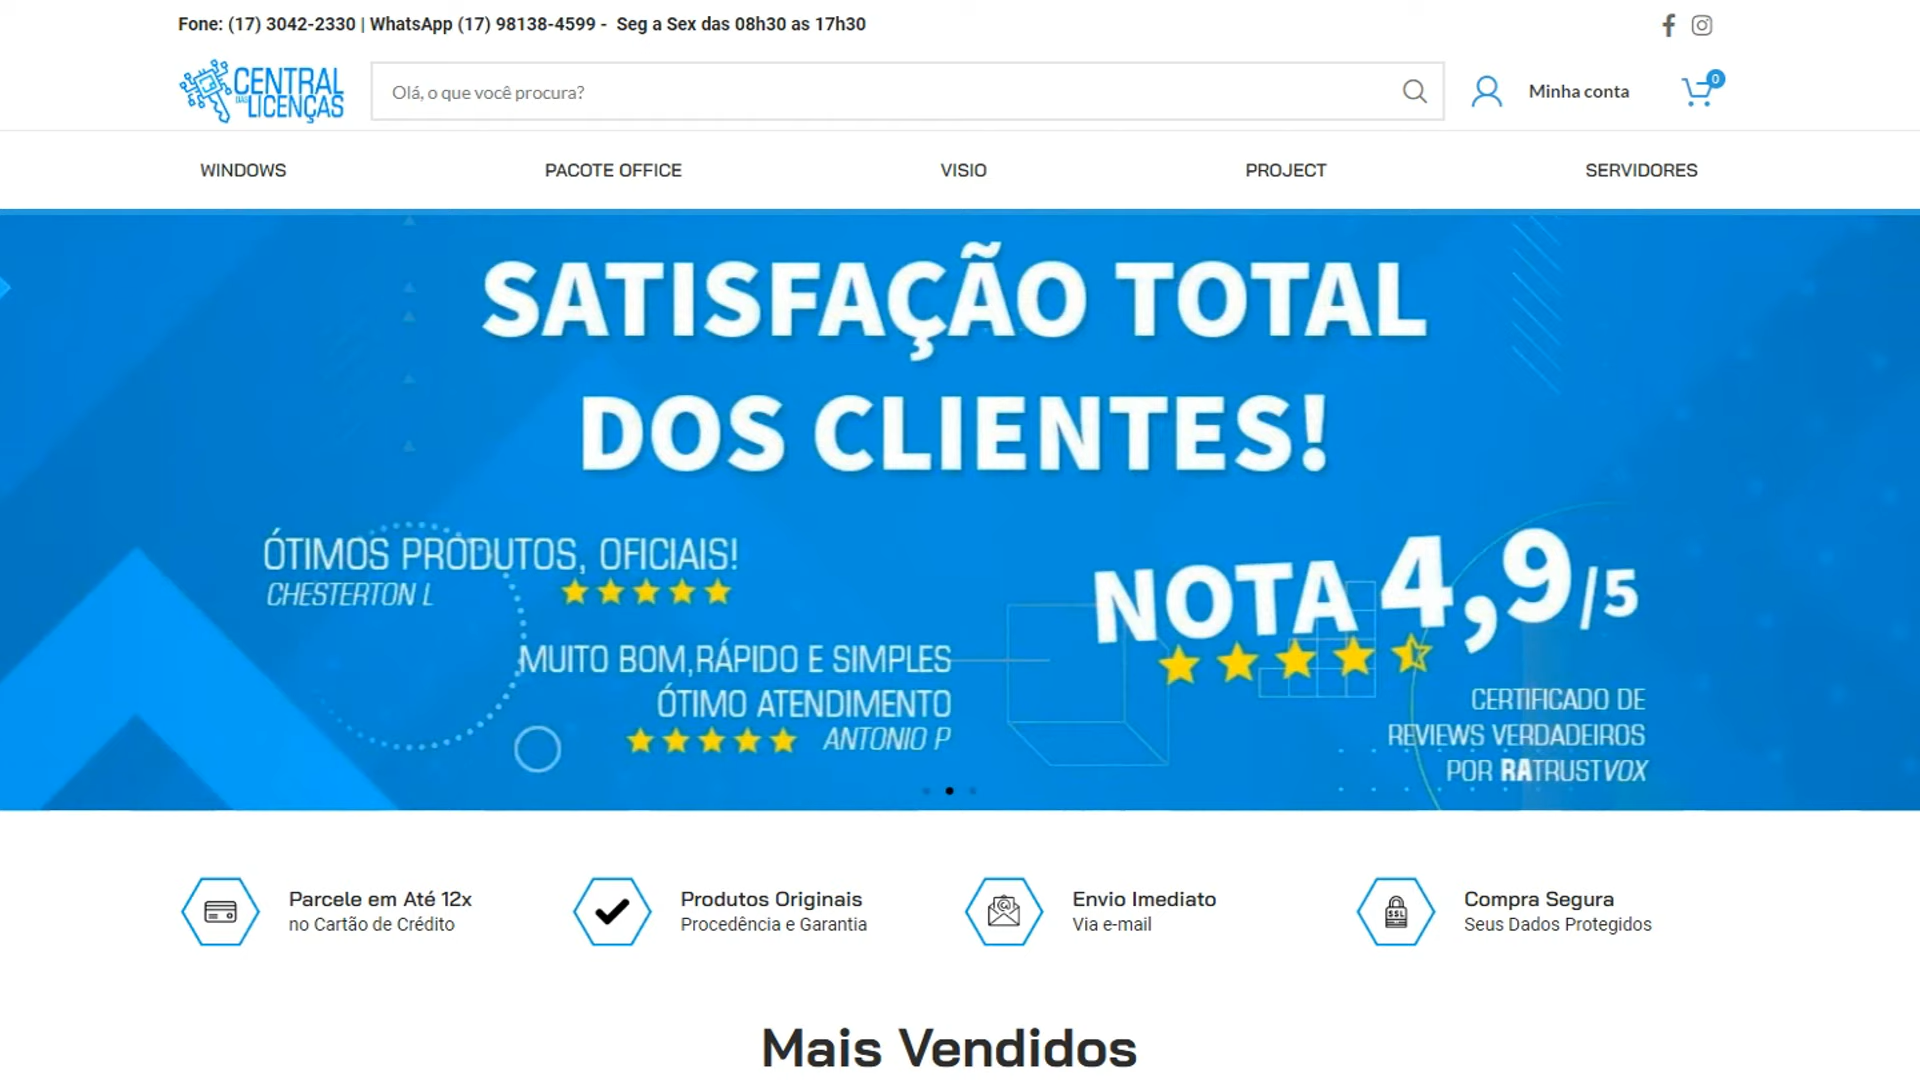 Fone: (17) 3042-2330 | WhatsApp (17) 98138-4599 - Seg a Sex das 08h30 as 17h30
CENTRAL
DAS
LICENÇAS
Olá, o que você procura?
Minha conta
0
WINDOWS
PACOTE OFFICE
VISIO
PROJECT
SERVIDORES
SATISFAÇÃO TOTAL
DOS CLIENTES!
ÓTIMOS PRODUTOS, OFICIAIS!
CHESTERTON L
MUITO BOM,RÁPIDO E SIMPLES
ÓTIMO ATENDIMENTO
ANTONIO P
NOTA 4,9/5
CERTIFICADO DE
REVIEWS VERDADEIROS
POR RATRUSTVOX
Parcele em Até 12x
no Cartão de Crédito
Produtos Originais
Procedência e Garantia
Envio Imediato
Via e-mail
SSL
Compra Segura
Seus Dados Protegidos
Mais Vendidos